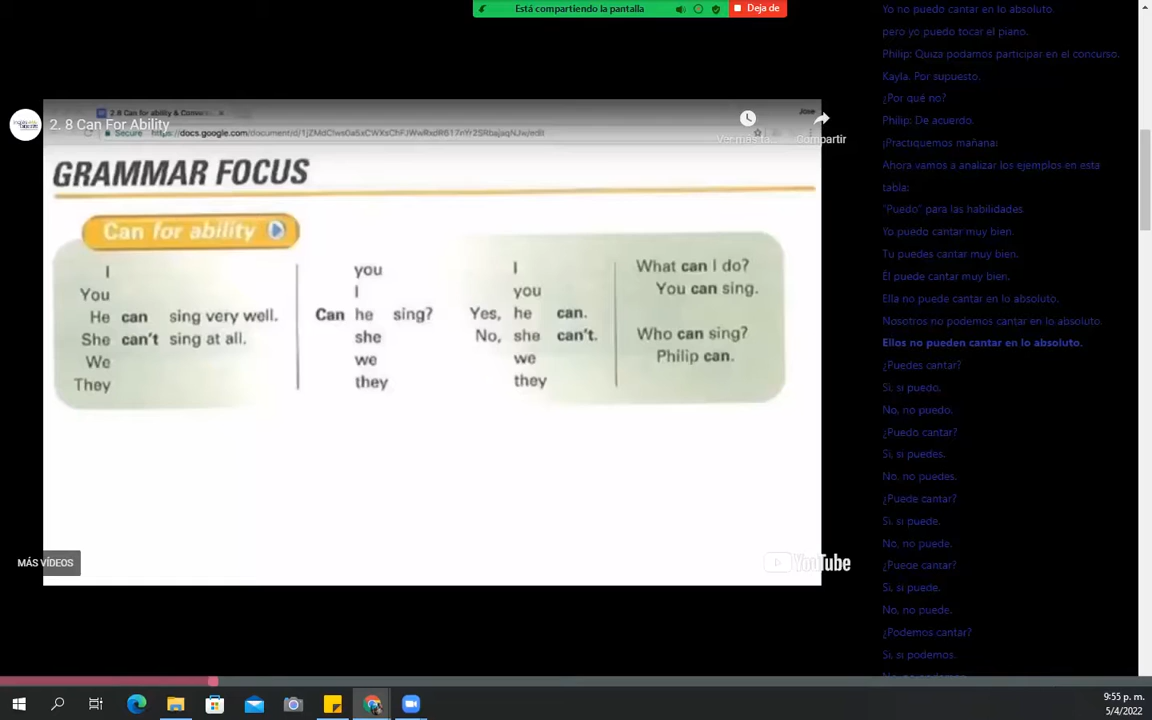 Está compartiendo la pantalla
Deja de
2.8 Can for ability & Conve
Jose
Secure
2. 8 Can For Ability
Compartir
GRAMMAR FOCUS
Can for ability
I
You
He can sing very well.
She can't sing at all.
We
They
you
I
Can he sing?
she
we
they
I
you
Yes, he can.
No, she can't.
we
they
What can I do?
You can sing.
Who can sing?
Philip can.
MÁS VÍDEOS
YouTube
Yo no puedo cantar en lo absoluto
pero yo puedo tocar el piano.
Philip: Quiza podamos participar en el concurso.
Kayla. Por supuesto.
¿Por qué no?
Philip: De acuerdo.
¡Practiquemos mañana!
Ahora vamos a analizar los ejemplos en esta
tabla:
"Puedo" para las habilidades
Yo puedo cantar muy bien.
Tu puedes cantar muy bien.
Él puede cantar muy bien.
Ella no puede cantar en lo absoluto.
Nosotros no podemos cantar en lo absoluto.
Ellos no pueden cantar en lo absoluto.
¿Puedes cantar?
Si, si puedo.
No, no puedo.
¿Puedo cantar?
Si, si puedes.
No, no puedes.
¿Puede cantar?
Si, si puede.
No, no puede.
¿Puede cantar?
Si, si puede.
No, no puede.
¿Podemos cantar?
Si, si podemos.
9:55 p. m.
5/4/2022